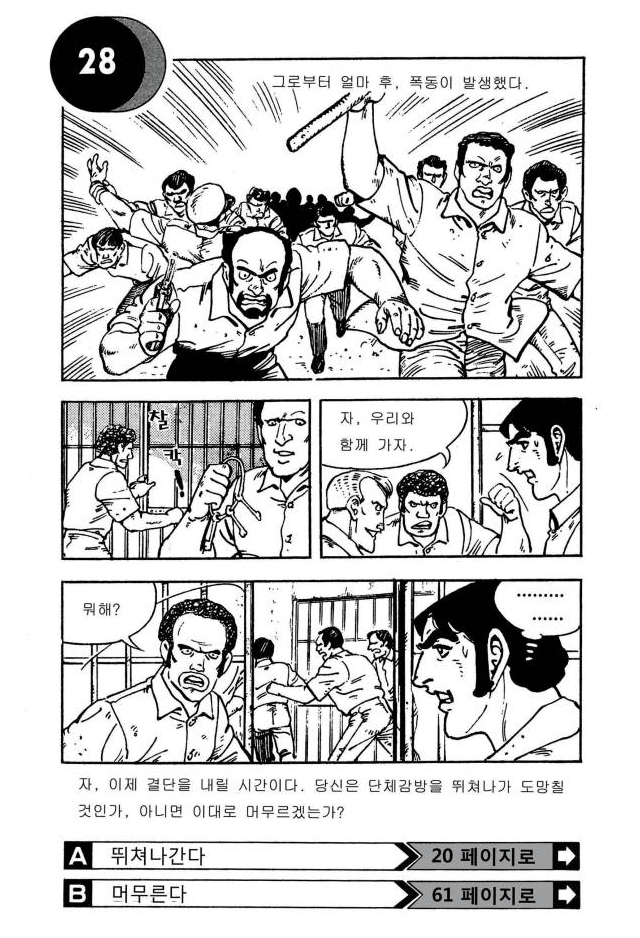 28
그로부터 얼마 후, 폭동이 발생했다.
찰
칵
자, 우리와
함께 가자.
뭐해?
..........
......
자, 이제 결단을 내릴 시간이다. 당신은 단체감방을 뛰쳐나가 도망칠
것인가, 아니면 이대로 머무르겠는가?
A 뛰쳐나간다 20 페이지로
B 머무른다 61 페이지로